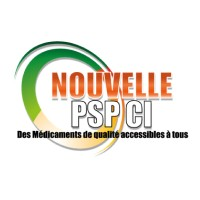 NOUVELLE
PSP CI
Des Médicaments de qualité accessibles à tous